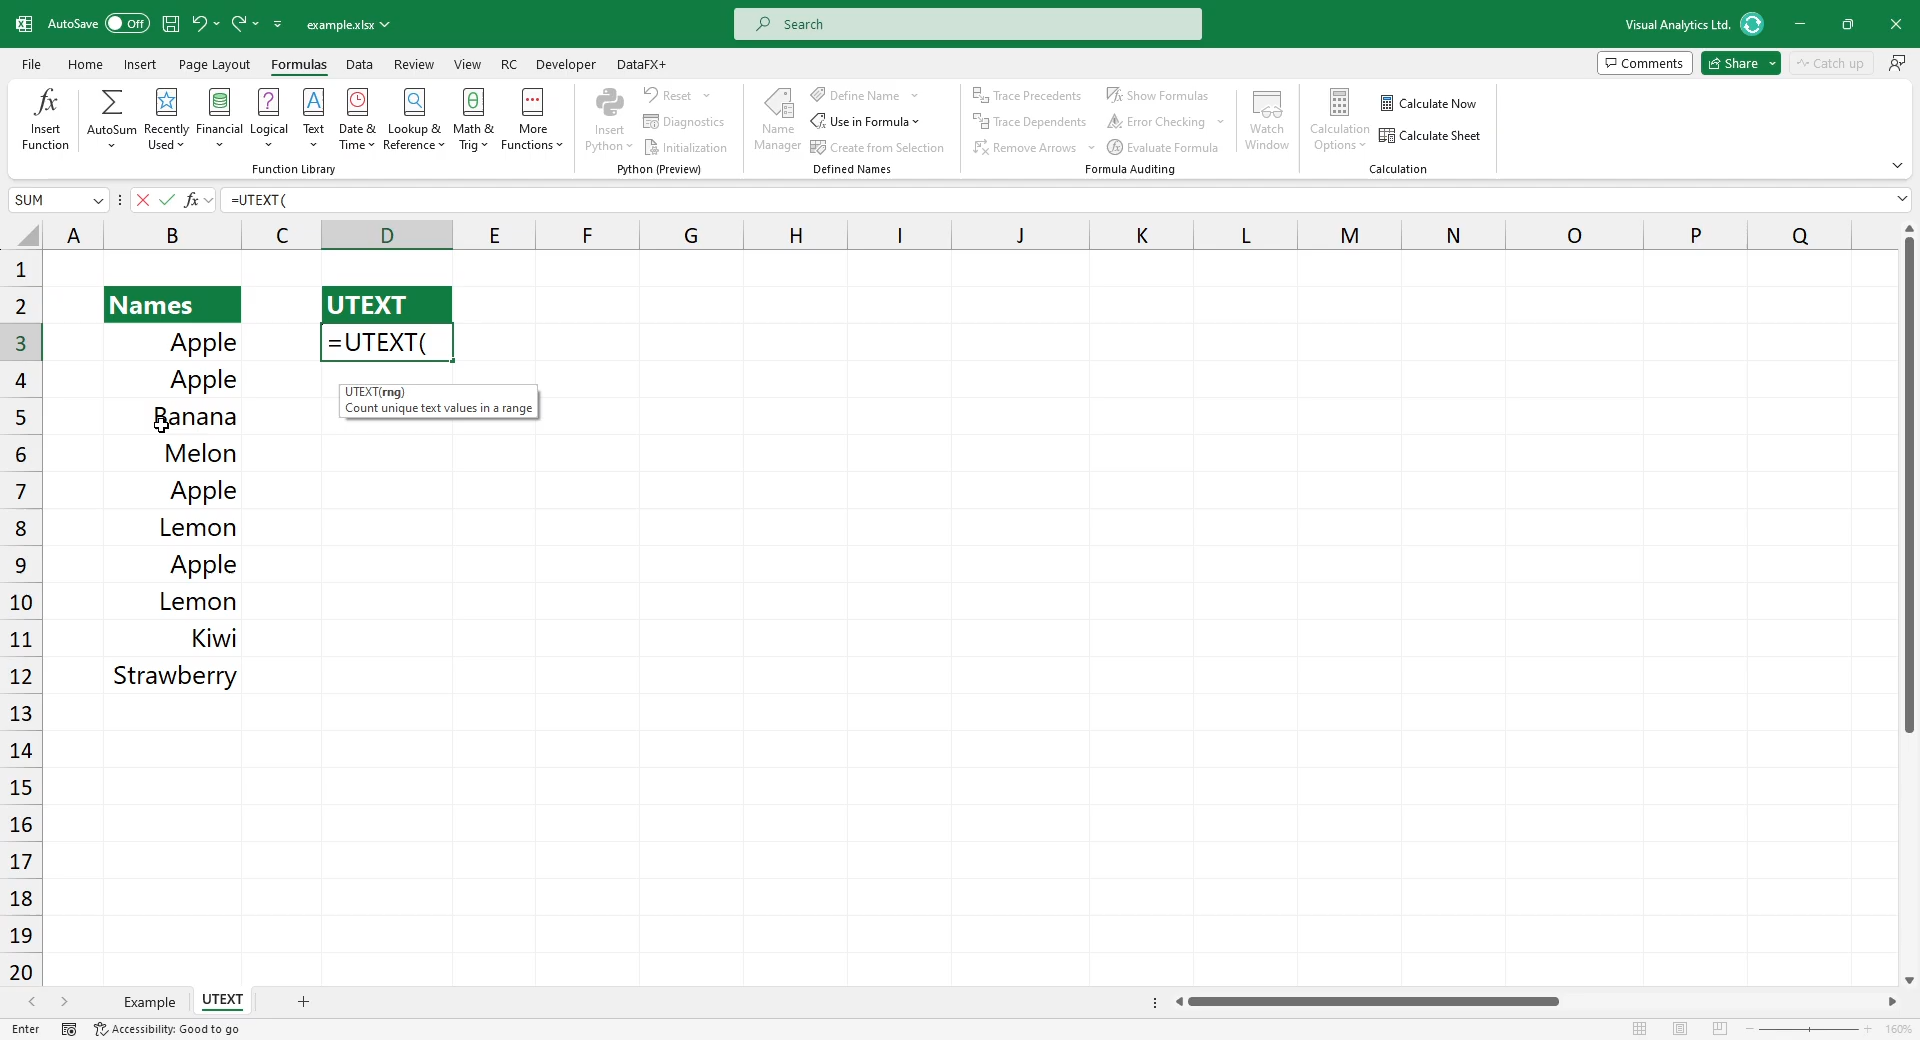 AutoSave Off example.xlsx Search Visual Analytics Ltd.
File Home Insert Page Layout Formulas Data Review View RC Developer DataFX+ Comments Share Catch up
fx Insert Function
Σ AutoSum
Recently Used
Financial
? Logical
A Text
Date & Time
Lookup & Reference
θ Math & Trig
More Functions
Function Library
Insert Python
Reset
Diagnostics
Initialization
Python (Preview)
Name Manager
Define Name
Use in Formula
Create from Selection
Defined Names
Trace Precedents
Trace Dependents
Remove Arrows
Show Formulas
Error Checking
Evaluate Formula
Formula Auditing
Watch Window
Calculation Options
Calculate Now
Calculate Sheet
Calculation
SUM fx =UTEXT(
A B C D E F G H I J K L M N O P Q
1
2 Names UTEXT
3 Apple =UTEXT(
4 Apple
UTEXT(rng)
Count unique text values in a range
5 Banana
6 Melon
7 Apple
8 Lemon
9 Apple
10 Lemon
11 Kiwi
12 Strawberry
13
14
15
16
17
18
19
20
Example UTEXT +
Enter Accessibility: Good to go 160%